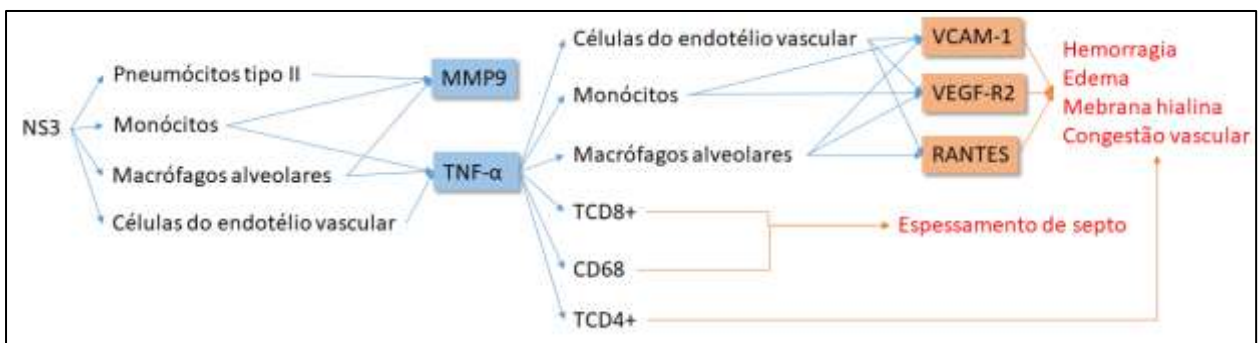 NS3
Pneumócitos tipo II
Monócitos
Macrófagos alveolares
Células do endotélio vascular
MMP9
TNF-α
Células do endotélio vascular
Monócitos
Macrófagos alveolares
TCD8+
CD68
TCD4+
VCAM-1
VEGF-R2
RANTES
Espessamento de septo
Hemorragia
Edema
Mebrana hialina
Congestão vascular